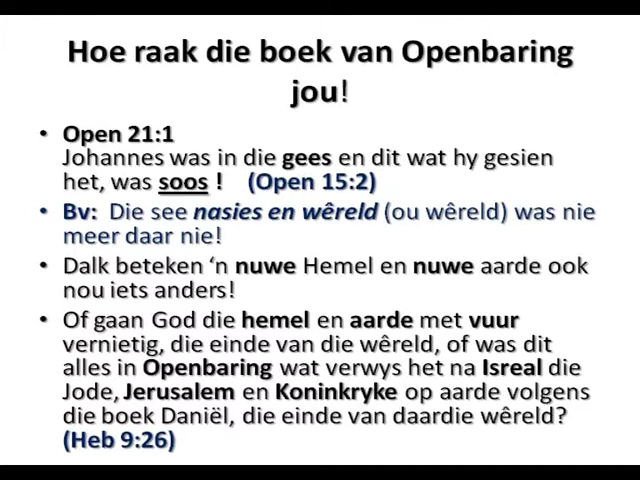 Hoe raak die boek van Openbaring
jou!
• Open 21:1
Johannes was in die gees en dit wat hy gesien
het, was soos ! (Open 15:2)
• Bv: Die see nasies en wêreld (ou wêreld) was nie
meer daar nie!
• Dalk beteken ‘n nuwe Hemel en nuwe aarde ook
nou iets anders!
• Of gaan God die hemel en aarde met vuur
vernietig, die einde van die wêreld, of was dit
alles in Openbaring wat verwys het na Isreal die
Jode, Jerusalem en Koninkryke op aarde volgens
die boek Daniël, die einde van daardie wêreld?
(Heb 9:26)